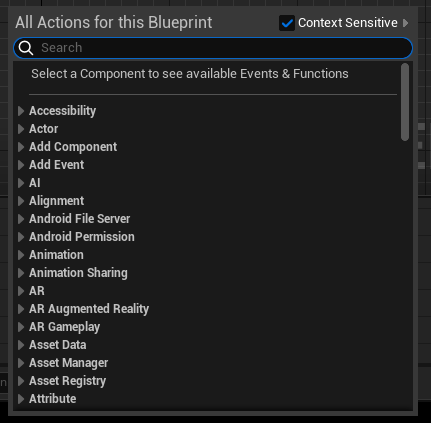 All Actions for this Blueprint
Context Sensitive
Search
Select a Component to see available Events & Functions
Accessibility
Actor
Add Component
Add Event
AI
Alignment
Android File Server
Android Permission
Animation
Animation Sharing
AR
AR Augmented Reality
AR Gameplay
Asset Data
Asset Manager
Asset Registry
Attribute